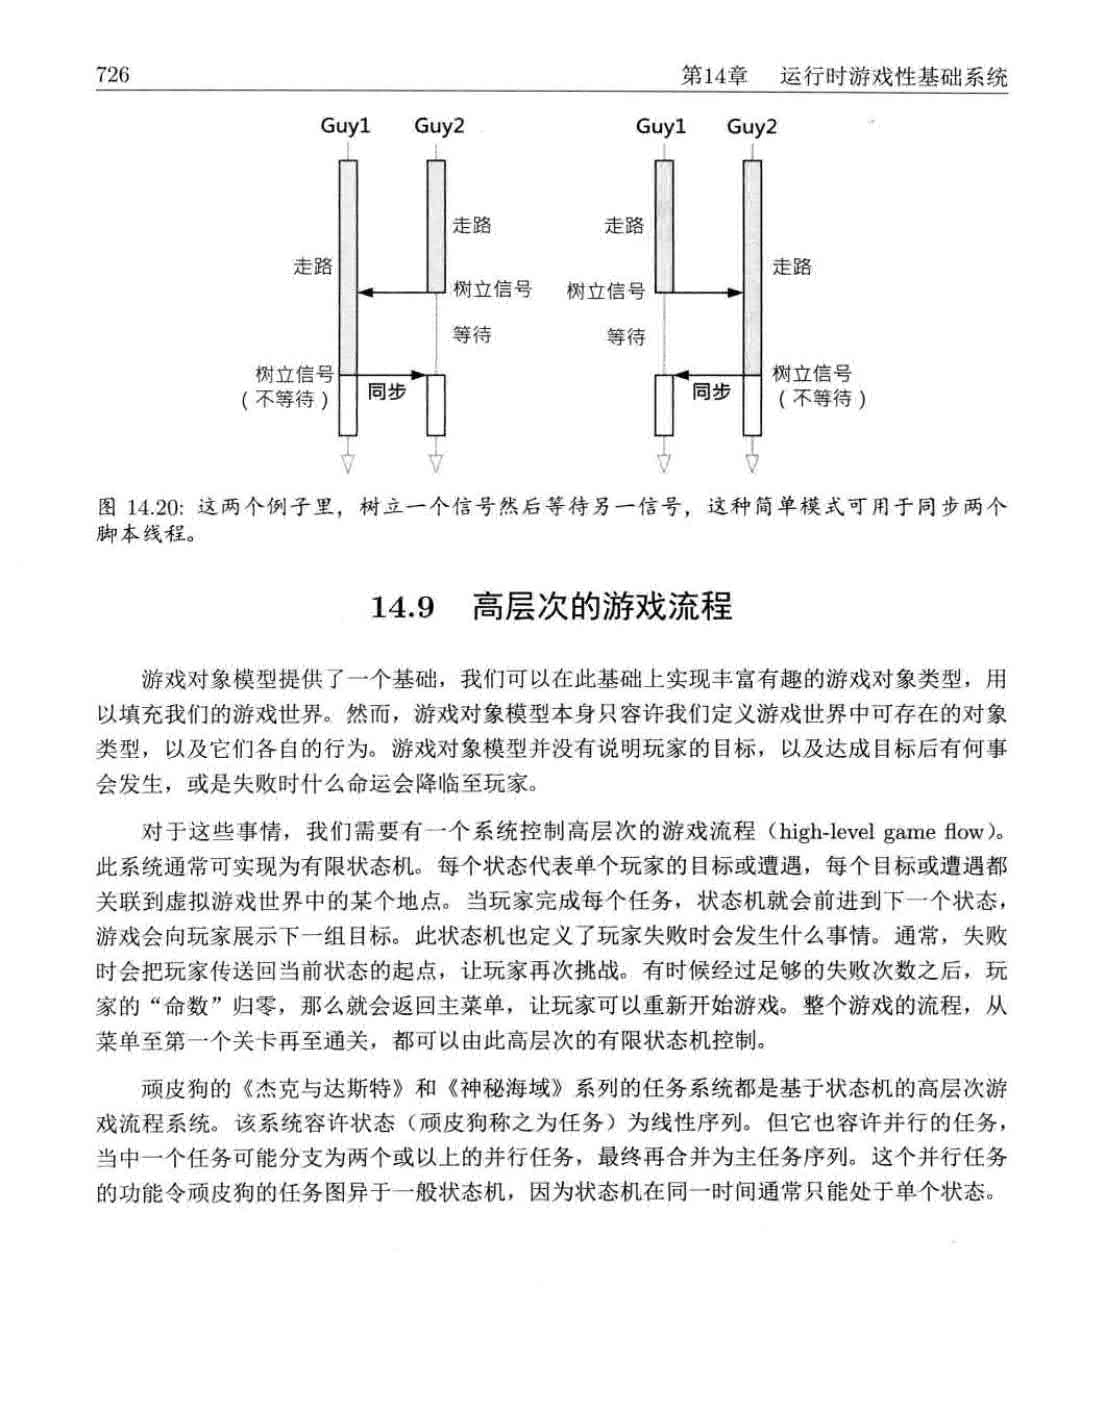 726 第14章 运行时游戏性基础系统
Guy1 Guy2 Guy1 Guy2
走路 走路
走路 走路
树立信号 树立信号
等待 等待
树立信号 同步 同步 树立信号
(不等待) (不等待)
图 14.20: 这两个例子里，树立一个信号然后等待另一信号，这种简单模式可用于同步两个
脚本线程。
14.9 高层次的游戏流程
游戏对象模型提供了一个基础，我们可以在此基础上实现丰富有趣的游戏对象类型，用
以填充我们的游戏世界。然而，游戏对象模型本身只容许我们定义游戏世界中可存在的对象
类型，以及它们各自的行为。游戏对象模型并没有说明玩家的目标，以及达成目标后有何事
会发生，或是失败时什么命运会降临至玩家。
对于这些事情，我们需要有一个系统控制高层次的游戏流程（high-level game flow）。
此系统通常可实现为有限状态机。每个状态代表单个玩家的目标或遭遇，每个目标或遭遇都
关联到虚拟游戏世界中的某个地点。当玩家完成每个任务，状态机就会前进到下一个状态，
游戏会向玩家展示下一组目标。此状态机也定义了玩家失败时会发生什么事情。通常，失败
时会把玩家传送回当前状态的起点，让玩家再次挑战。有时候经过足够的失败次数之后，玩
家的“命数”归零，那么就会返回主菜单，让玩家可以重新开始游戏。整个游戏的流程，从
菜单至第一个关卡再至通关，都可以由此高层次的有限状态机控制。
顽皮狗的《杰克与达斯特》和《神秘海域》系列的任务系统都是基于状态机的高层次游
戏流程系统。该系统容许状态（顽皮狗称之为任务）为线性序列。但它也容许并行的任务，
当中一个任务可能分支为两个或以上的并行任务，最终再合并为主任务序列。这个并行任务
的功能令顽皮狗的任务图异于一般状态机，因为状态机在同一时间通常只能处于单个状态。